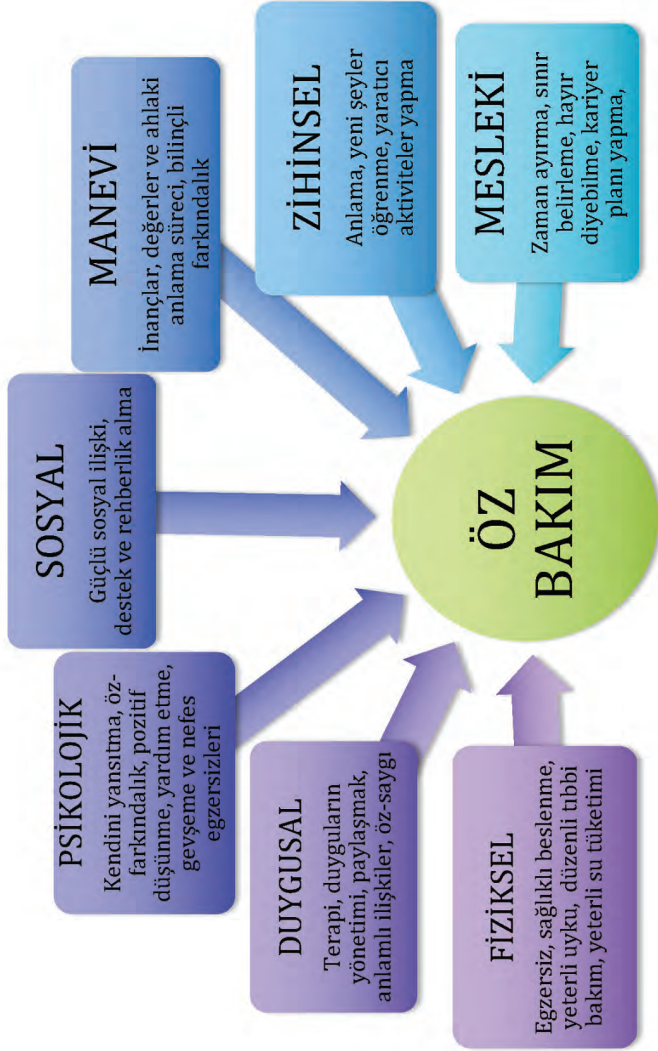 FİZİKSEL
Egzersiz, sağlıklı beslenme,
yeterli uyku, düzenli tıbbi
bakım, yeterli su tüketimi
DUYGUSAL
Terapi, duyguların
yönetimi, paylaşmak,
anlamlı ilişkiler, öz-saygı
PSİKOLOJİK
Kendini yansıtma, öz-
farkındalık, pozitif
düşünme, yardım etme,
gevşeme ve nefes
egzersizleri
SOSYAL
Güçlü sosyal ilişki,
destek ve rehberlik alma
MANEVİ
İnançlar, değerler ve ahlaki
anlama süreci, bilinçli
farkındalık
ZİHİNSEL
Anlama, yeni şeyler
öğrenme, yaratıcı
aktiviteler yapma
MESLEKİ
Zaman ayırma, sınır
belirleme, hayır
diyebilme, kariyer
planı yapma,
ÖZ
BAKIM